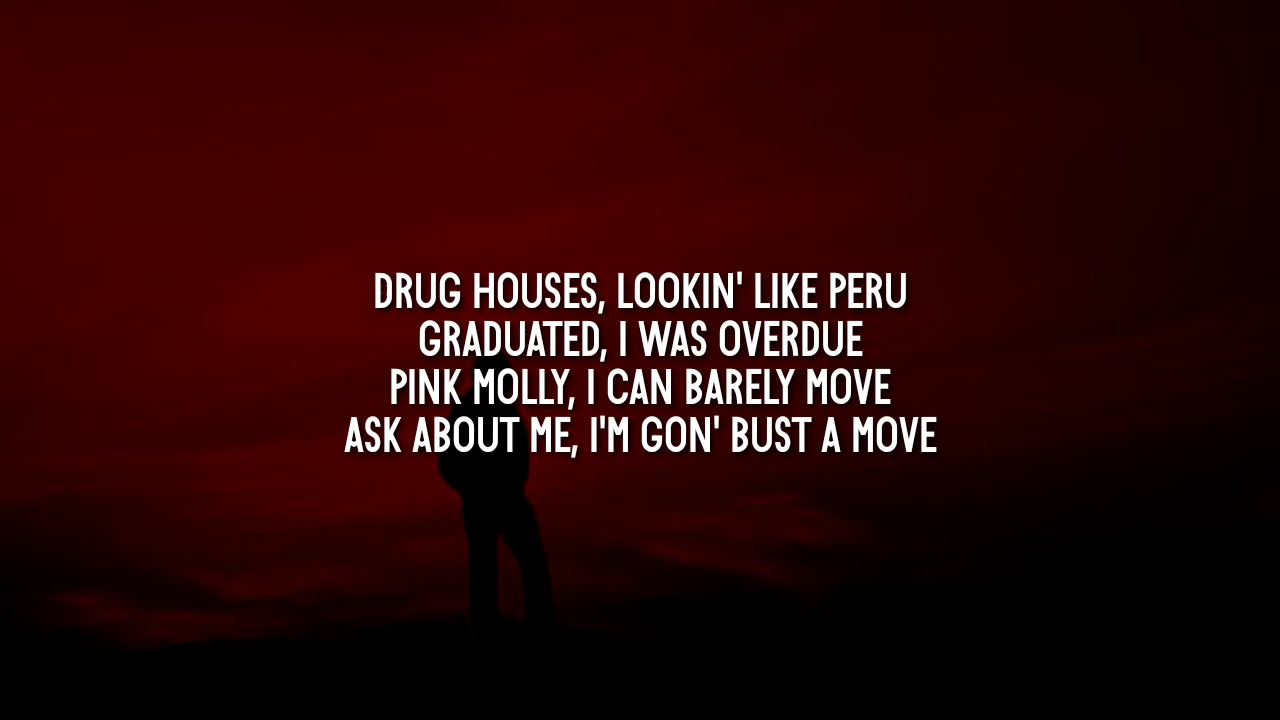 DRUG HOUSES, LOOKIN' LIKE PERU
GRADUATED, I WAS OVERDUE
PINK MOLLY, I CAN BARELY MOVE
ASK ABOUT ME, I'M GON' BUST A MOVE